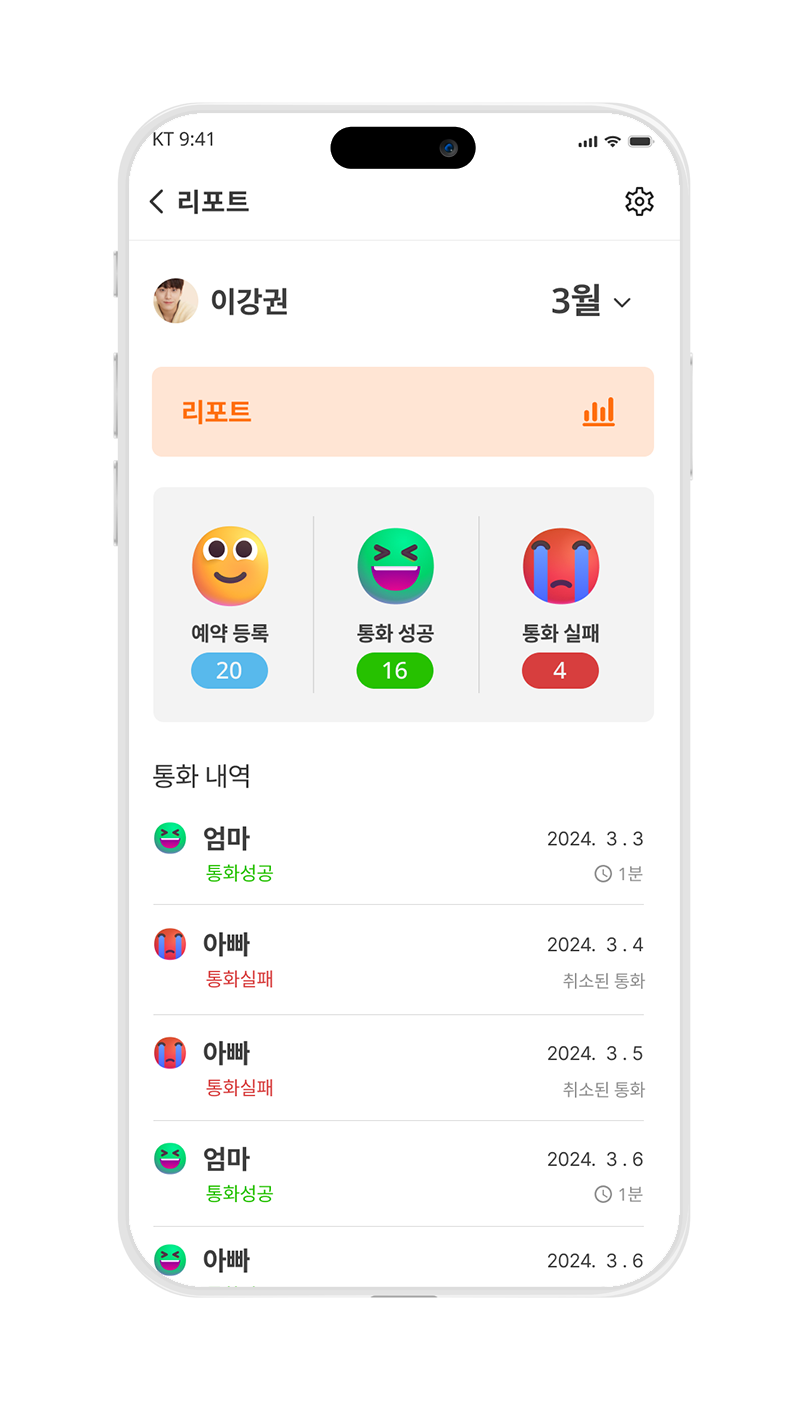 KT 9:41
리포트
이강권 3월
리포트
예약 등록 통화 성공 통화 실패
20 16 4
통화 내역
엄마 2024. 3 . 3
통화성공 1분
아빠 2024. 3 . 4
통화실패 취소된 통화
아빠 2024. 3 . 5
통화실패 취소된 통화
엄마 2024. 3 . 6
통화성공 1분
아빠 2024. 3 . 6